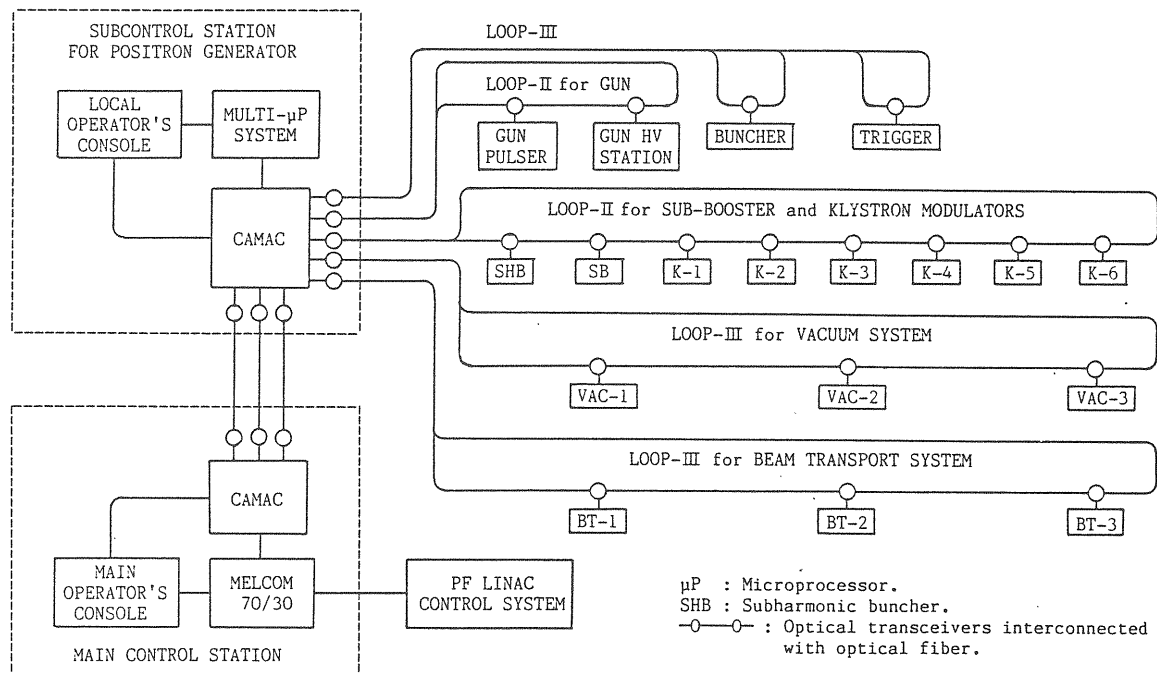 SUBCONTROL STATION
FOR POSITRON GENERATOR
LOCAL
OPERATOR'S
CONSOLE
MULTI-μP
SYSTEM
CAMAC
LOOP-III
LOOP-II for GUN
GUN
PULSER
GUN HV
STATION
BUNCHER
TRIGGER
LOOP-II for SUB-BOOSTER and KLYSTRON MODULATORS
SHB
SB
K-1
K-2
K-3
K-4
K-5
K-6
LOOP-III for VACUUM SYSTEM
VAC-1
VAC-2
VAC-3
LOOP-III for BEAM TRANSPORT SYSTEM
BT-1
BT-2
BT-3
CAMAC
MAIN
OPERATOR'S
CONSOLE
MELCOM
70/30
PF LINAC
CONTROL SYSTEM
MAIN CONTROL STATION
μP : Microprocessor.
SHB : Subharmonic buncher.
: Optical transceivers interconnected
with optical fiber.